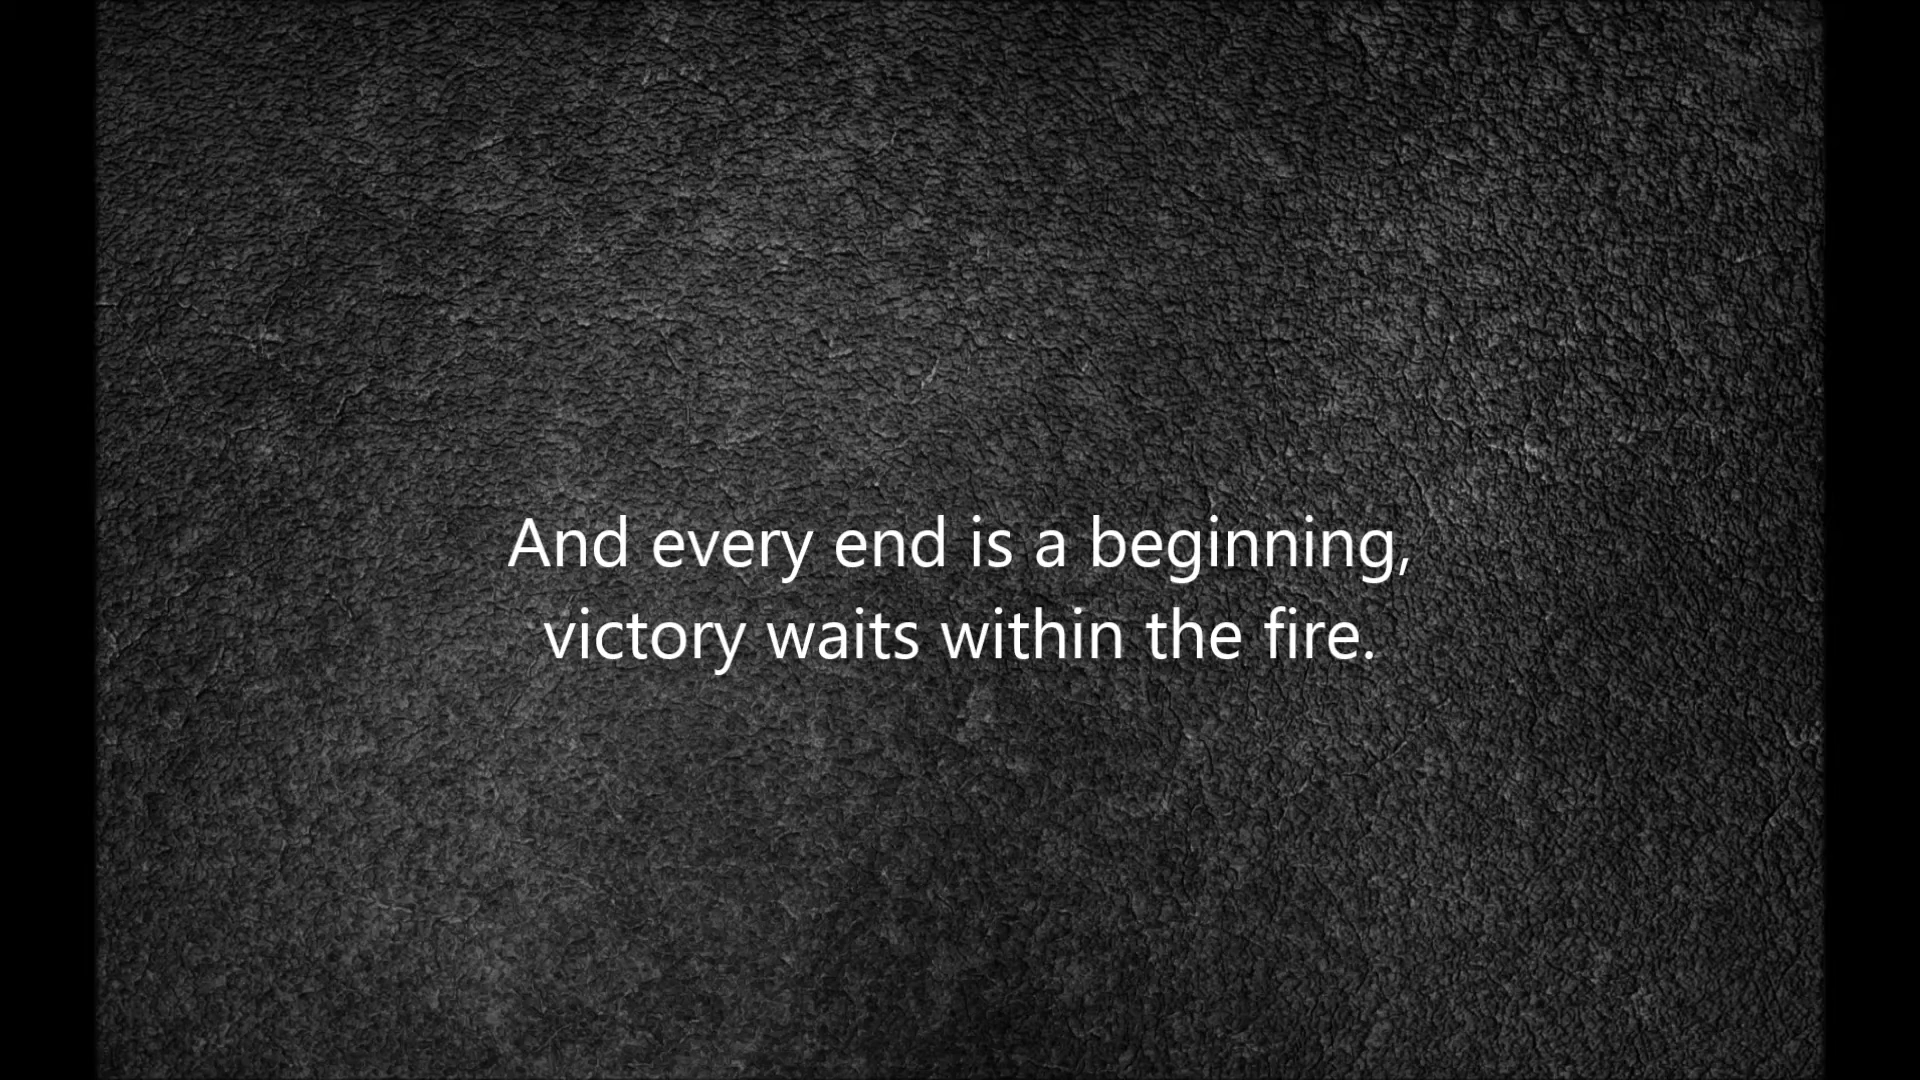 And every end is a beginning,
victory waits within the fire.